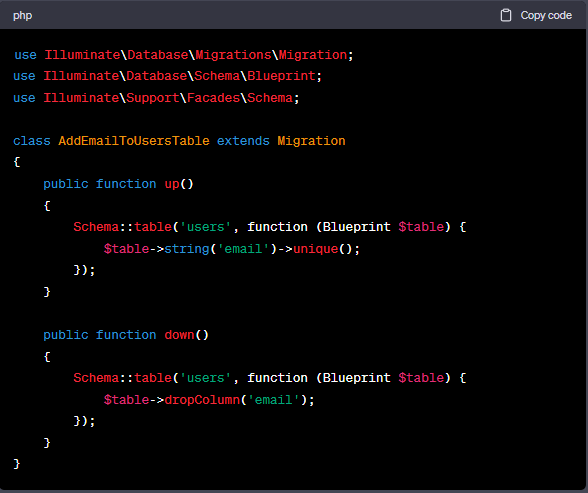 php
Copy code
use Illuminate\Database\Migrations\Migration;
use Illuminate\Database\Schema\Blueprint;
use Illuminate\Support\Facades\Schema;

class AddEmailToUsersTable extends Migration
{
    public function up()
    {
        Schema::table('users', function (Blueprint $table) {
            $table->string('email')->unique();
        });
    }

    public function down()
    {
        Schema::table('users', function (Blueprint $table) {
            $table->dropColumn('email');
        });
    }
}